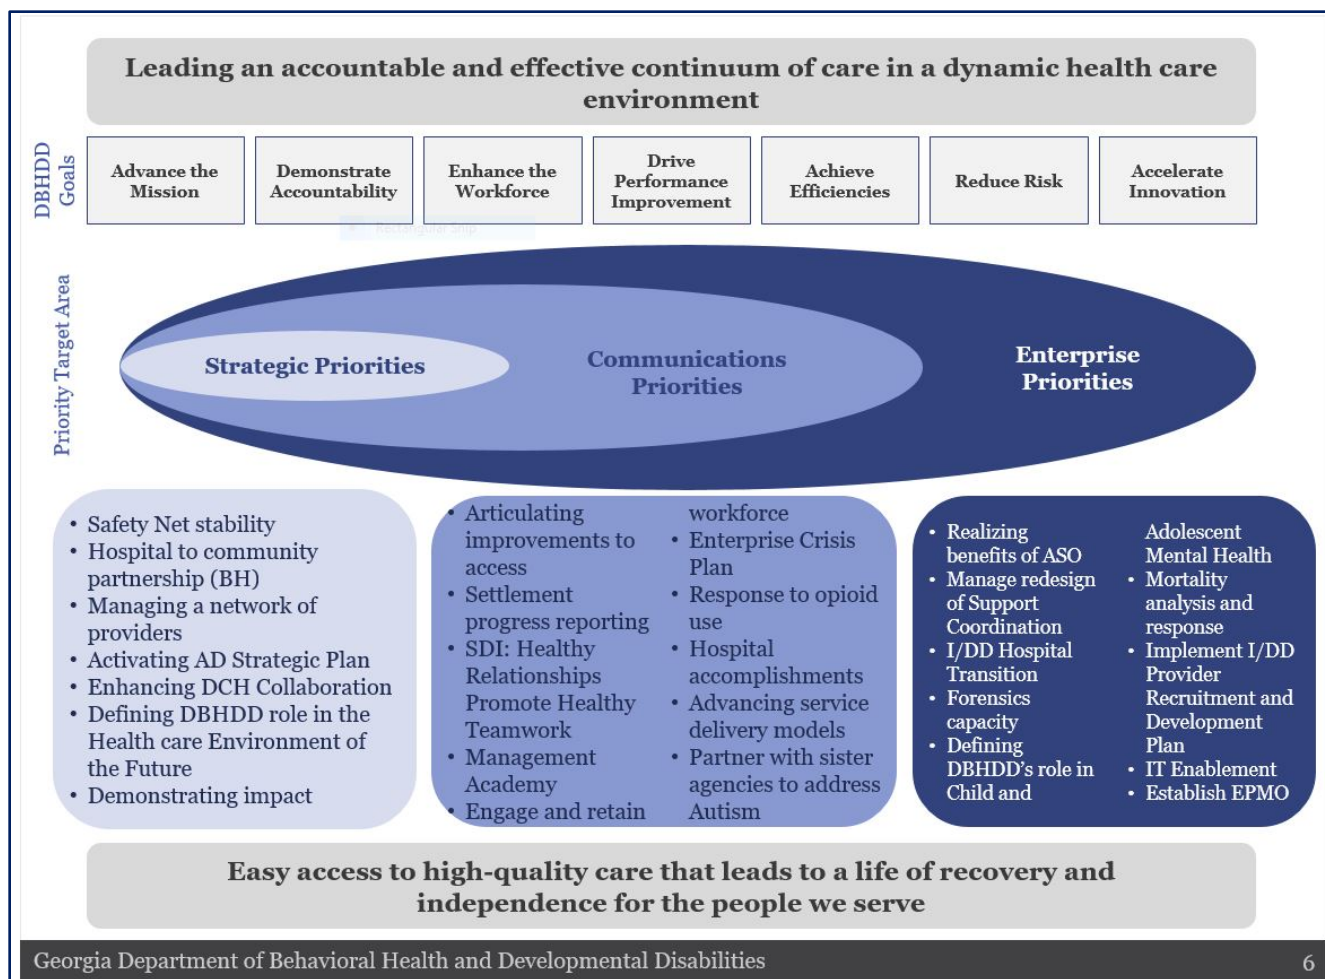 Leading an accountable and effective continuum of care in a dynamic health care
environment
DBHDD
Goals
Advance the
Mission
Demonstrate
Accountability
Enhance the
Workforce
Drive
Performance
Improvement
Achieve
Efficiencies
Reduce Risk
Accelerate
Innovation
Rectangular Snip
Priority Target Area
Strategic Priorities
Communications
Priorities
Enterprise
Priorities
• Safety Net stability
• Hospital to community
partnership (BH)
• Managing a network of
providers
• Activating AD Strategic Plan
• Enhancing DCH Collaboration
• Defining DBHDD role in the
Health care Environment of
the Future
• Demonstrating impact
• Articulating
improvements to
access
• Settlement
progress reporting
• SDI: Healthy
Relationships
Promote Healthy
Teamwork
• Management
Academy
• Engage and retain
workforce
• Enterprise Crisis
Plan
• Response to opioid
use
• Hospital
accomplishments
• Advancing service
delivery models
• Partner with sister
agencies to address
Autism
• Realizing
benefits of ASO
• Manage redesign
of Support
Coordination
• I/DD Hospital
Transition
• Forensics
capacity
• Defining
DBHDD’s role in
Child and
Adolescent
Mental Health
• Mortality
analysis and
response
• Implement I/DD
Provider
Recruitment and
Development
Plan
• IT Enablement
• Establish EPMO
Easy access to high-quality care that leads to a life of recovery and
independence for the people we serve
Georgia Department of Behavioral Health and Developmental Disabilities
6